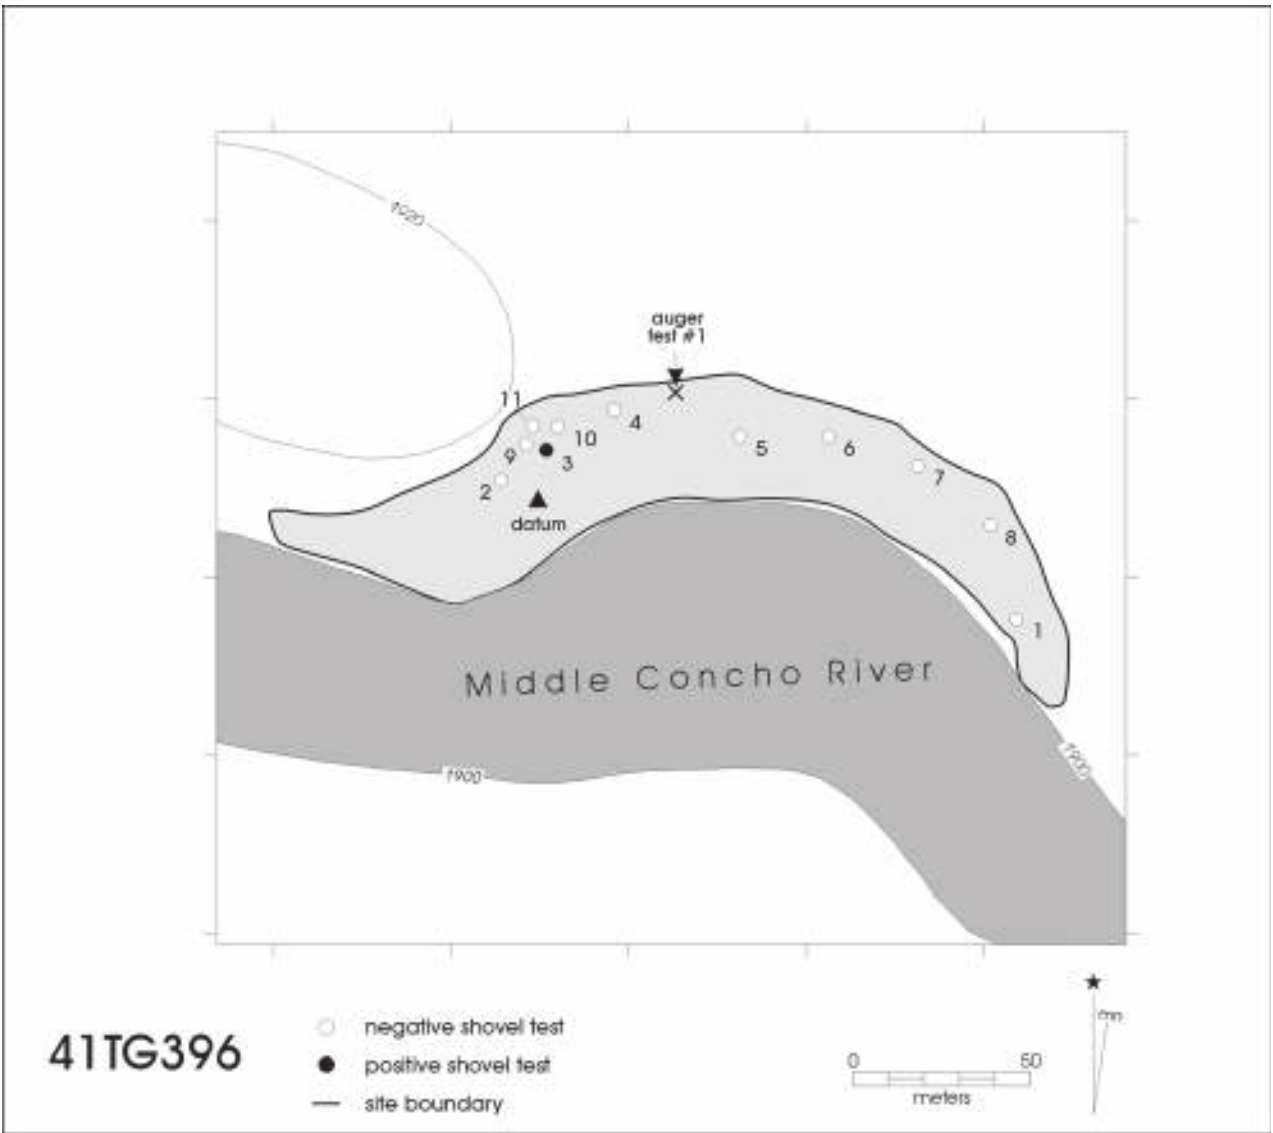 1920
auger
test #1
11
4
10
5
6
9
3
7
2
datum
8
1
Middle Concho River
1900
1900
mn
41TG396
negative shovel test
positive shovel test
site boundary
0 50
meters